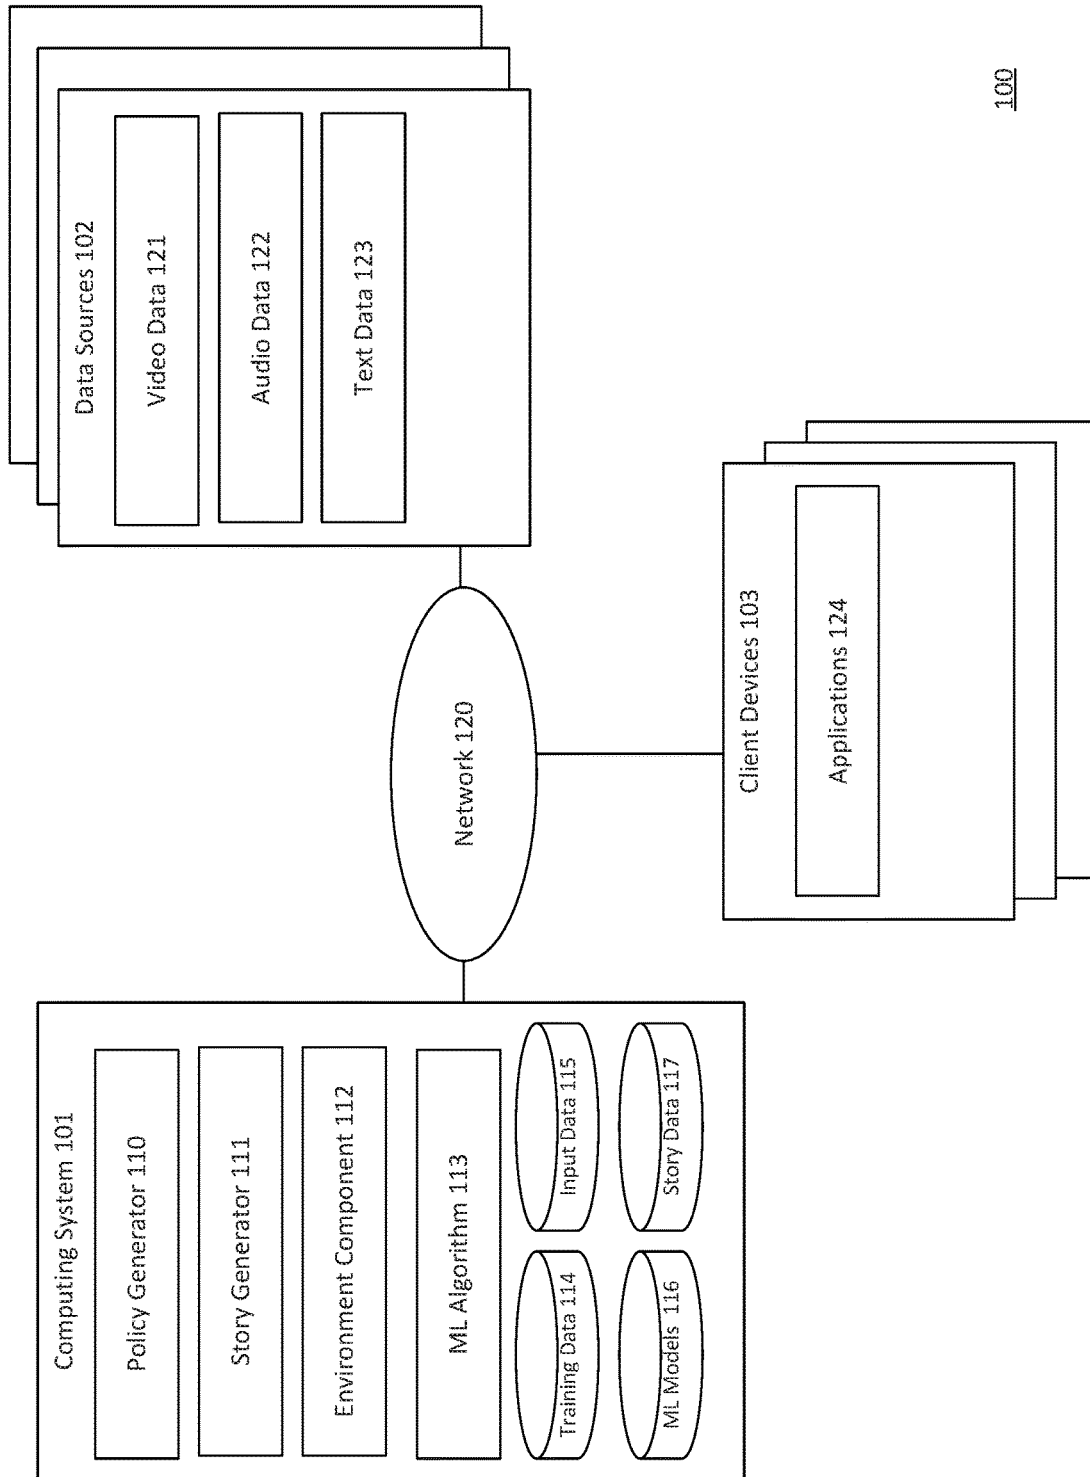 Computing System 101
Policy Generator 110
Story Generator 111
Environment Component 112
ML Algorithm 113
Training Data 114
Input Data 115
ML Models 116
Story Data 117
Network 120
Data Sources 102
Video Data 121
Audio Data 122
Text Data 123
Client Devices 103
Applications 124
100